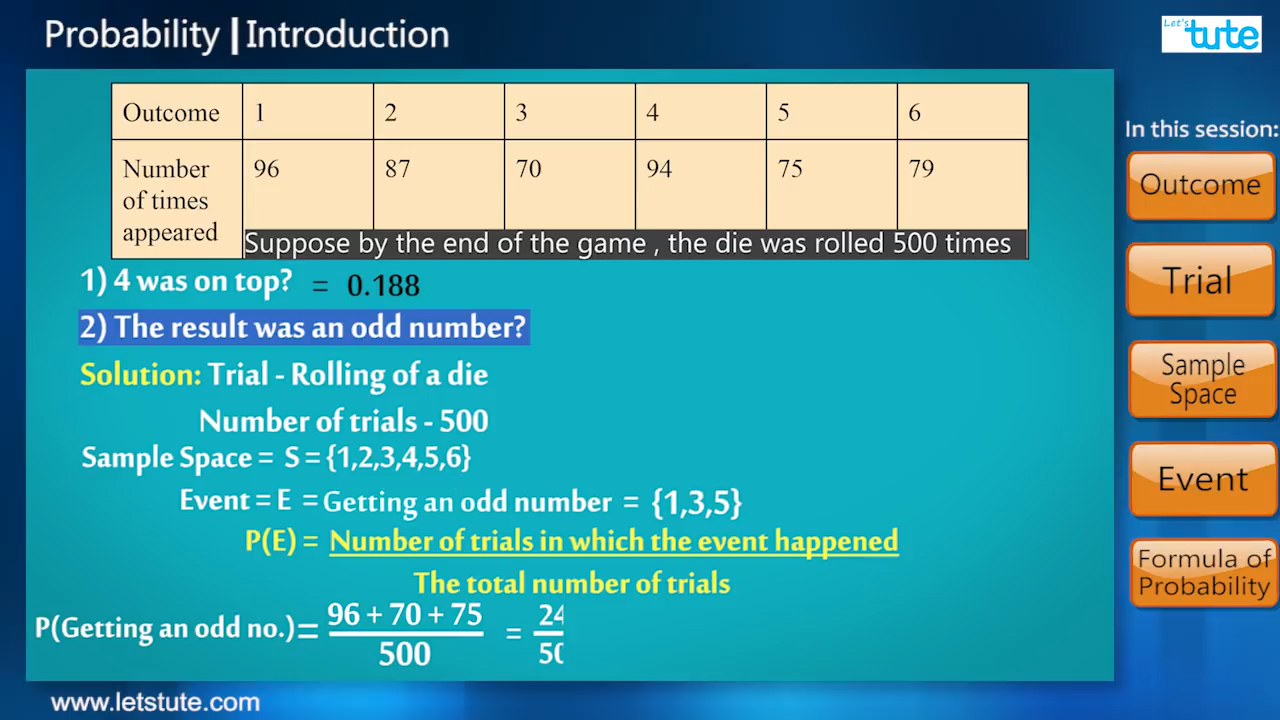 Probability | Introduction
Let's tute
Outcome 1 2 3 4 5 6
Number of times appeared 96 87 70 94 75 79
Suppose by the end of the game , the die was rolled 500 times
1) 4 was on top? = 0.188
2) The result was an odd number?
Solution: Trial - Rolling of a die
Number of trials - 500
Sample Space = S = {1,2,3,4,5,6}
Event = E = Getting an odd number = {1,3,5}
P(E) = Number of trials in which the event happened
The total number of trials
P(Getting an odd no.) = 96 + 70 + 75
500
= 24
50
In this session:
Outcome
Trial
Sample
Space
Event
Formula of
Probability
www.letstute.com